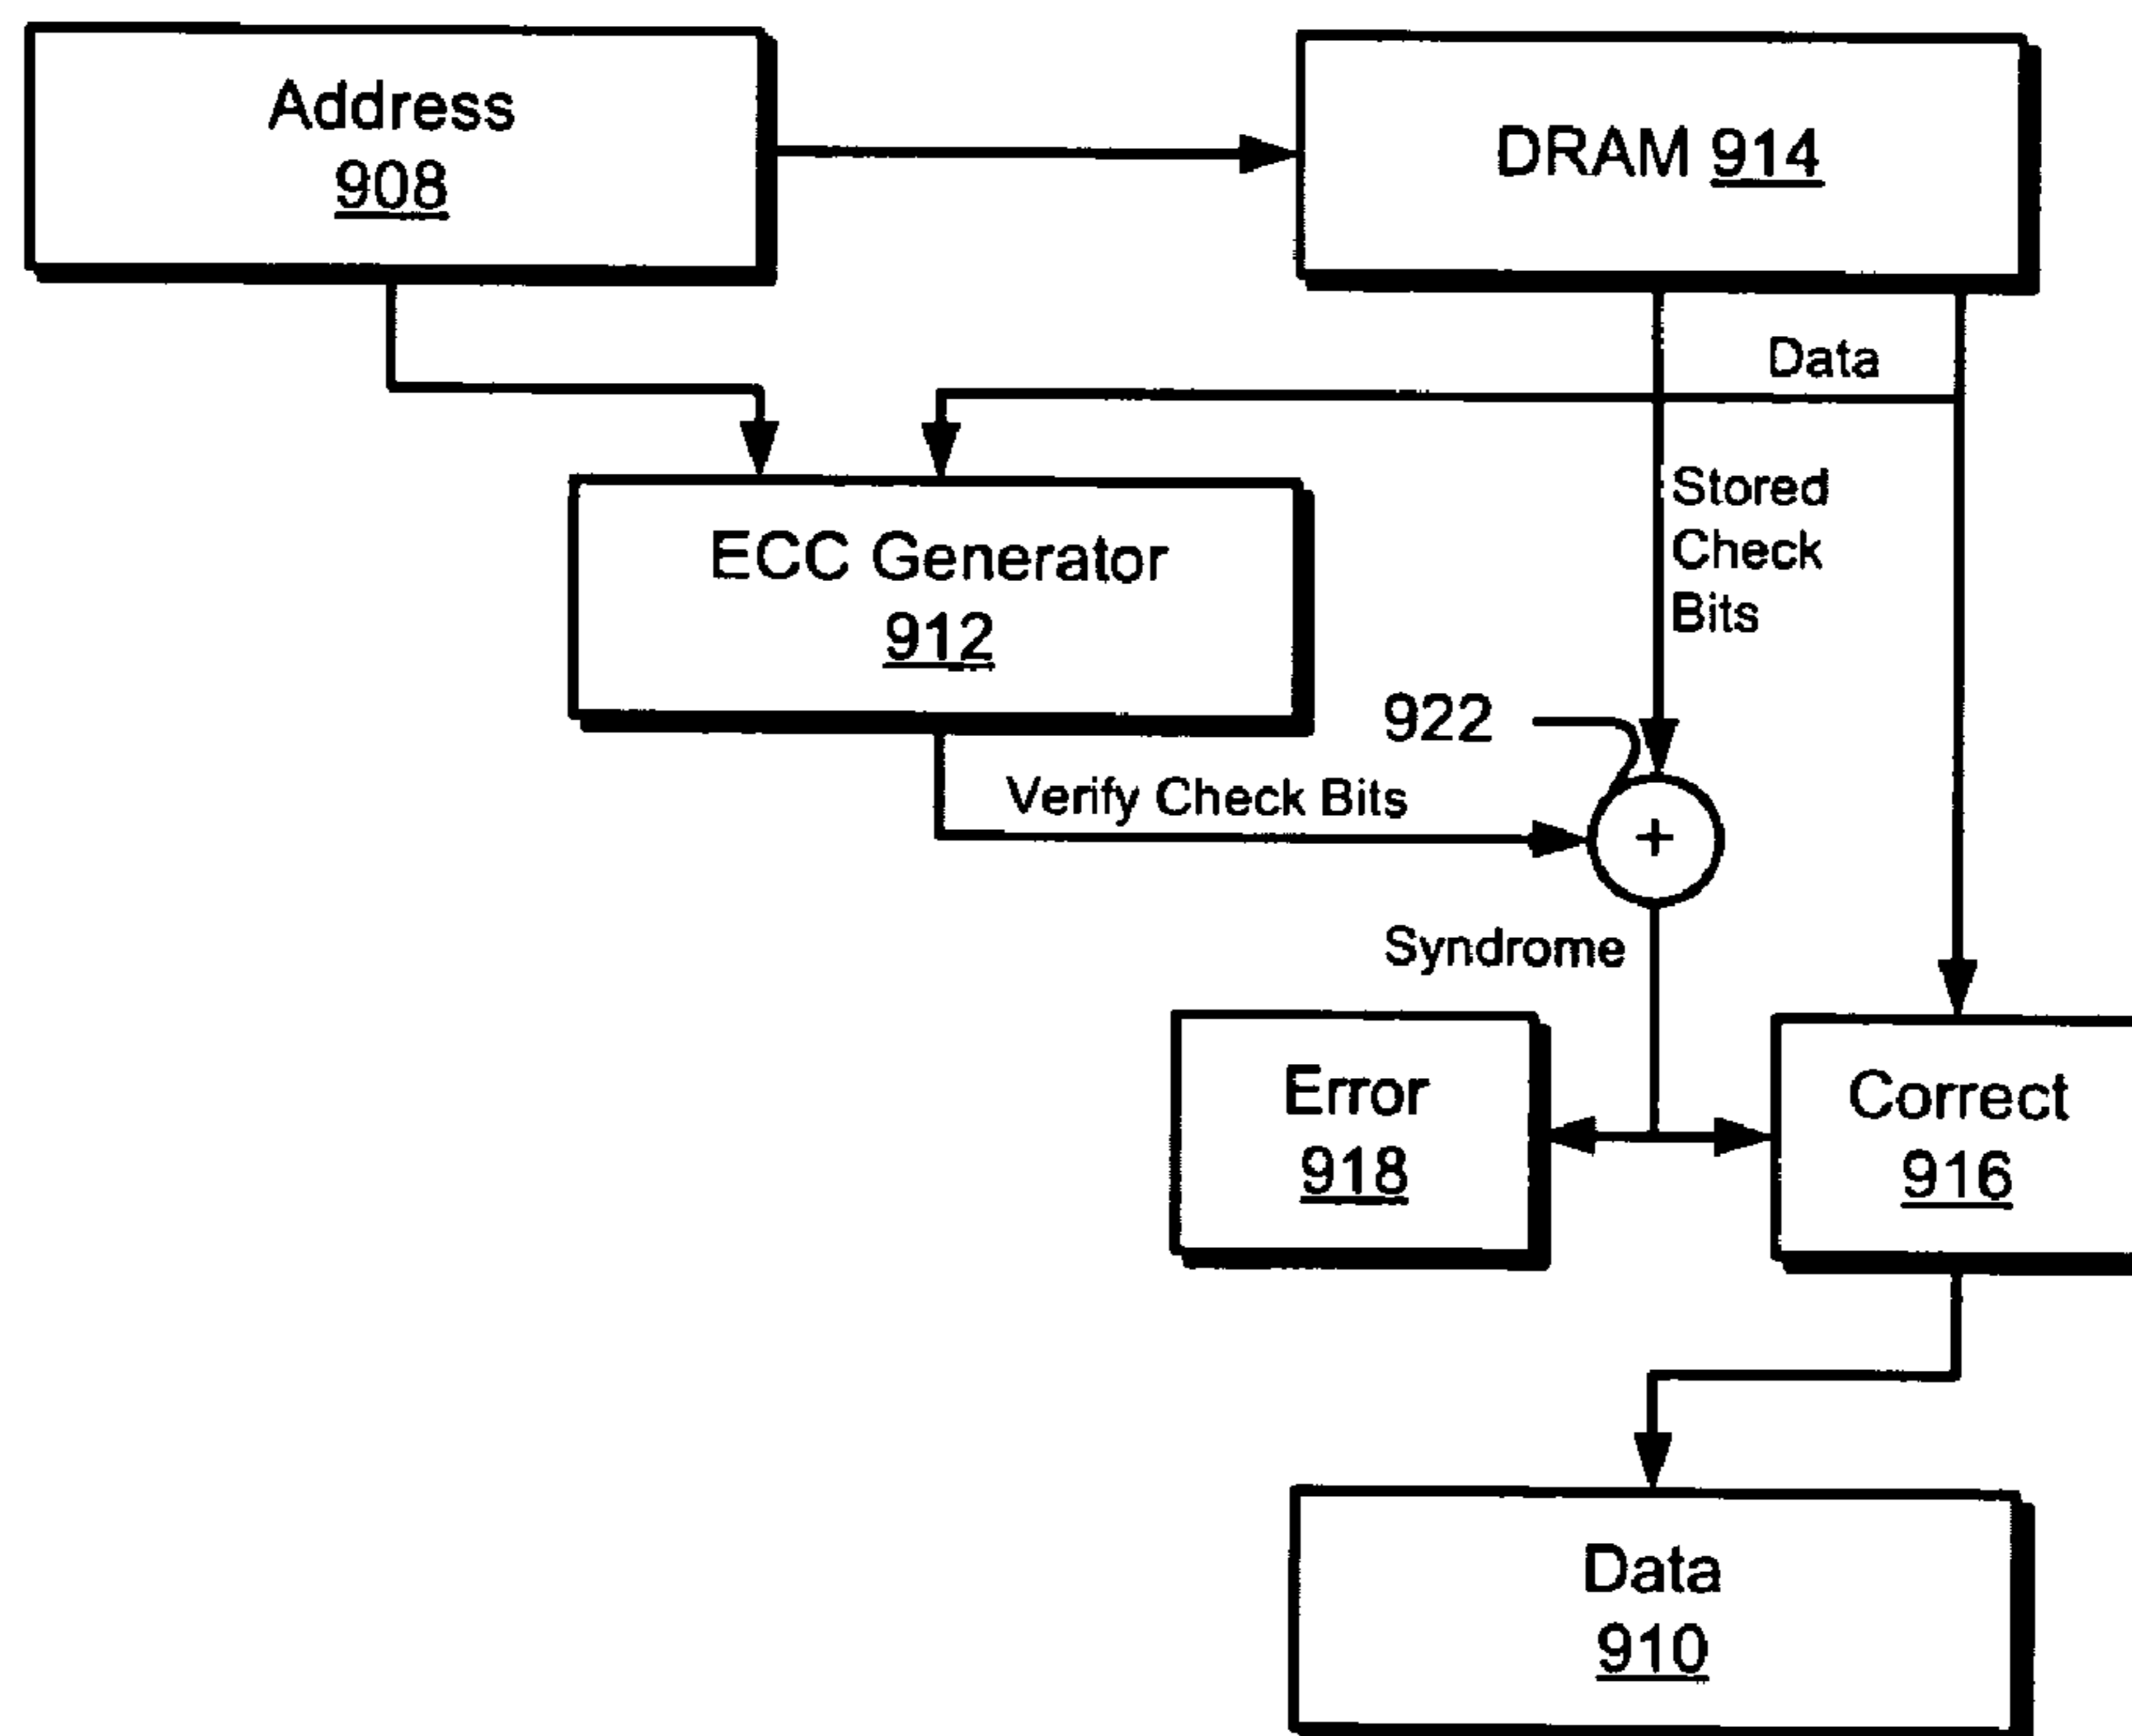 Address
908
DRAM 914
Data
Stored
Check
Bits
ECC Generator
912
922
Verify Check Bits
Syndrome
Error
918
Correct
916
Data
910